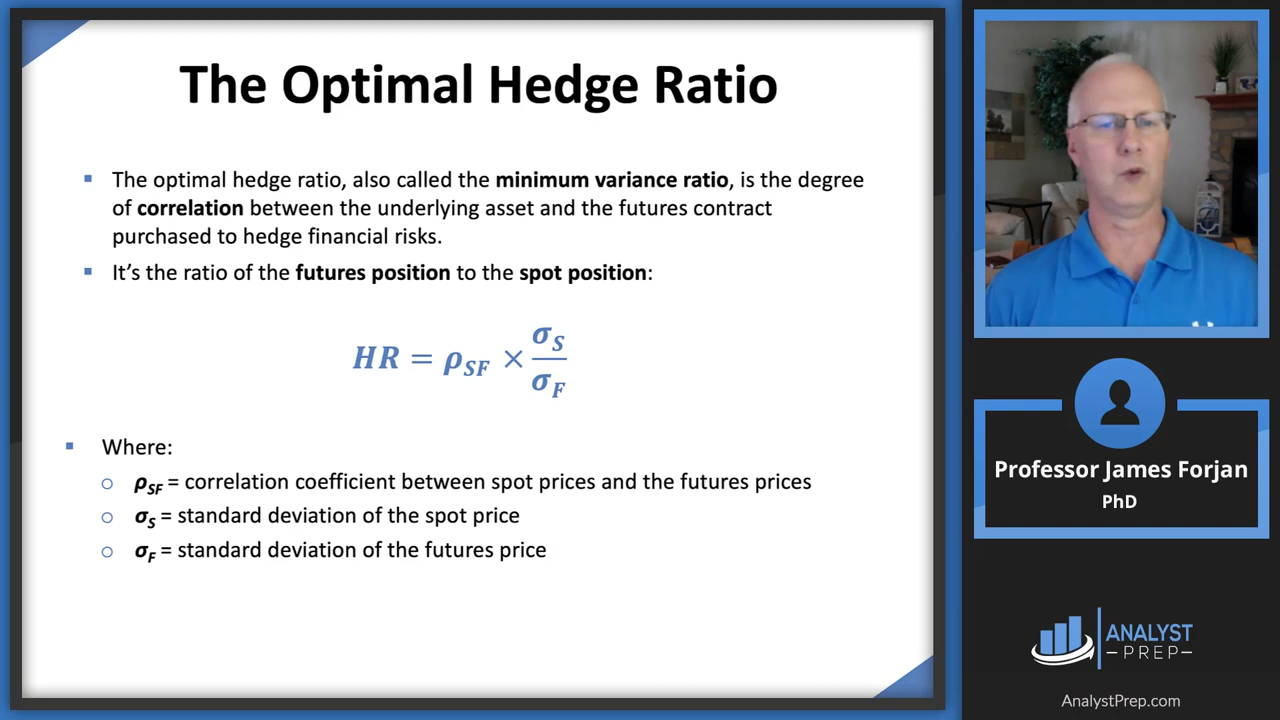 The Optimal Hedge Ratio
▪ The optimal hedge ratio, also called the minimum variance ratio, is the degree
of correlation between the underlying asset and the futures contract
purchased to hedge financial risks.
▪ It's the ratio of the futures position to the spot position:
HR = ρSF × σS / σF
▪ Where:
○ ρSF = correlation coefficient between spot prices and the futures prices
○ σS = standard deviation of the spot price
○ σF = standard deviation of the futures price
Professor James Forjan
PhD
ANALYST
–PREP–
AnalystPrep.com